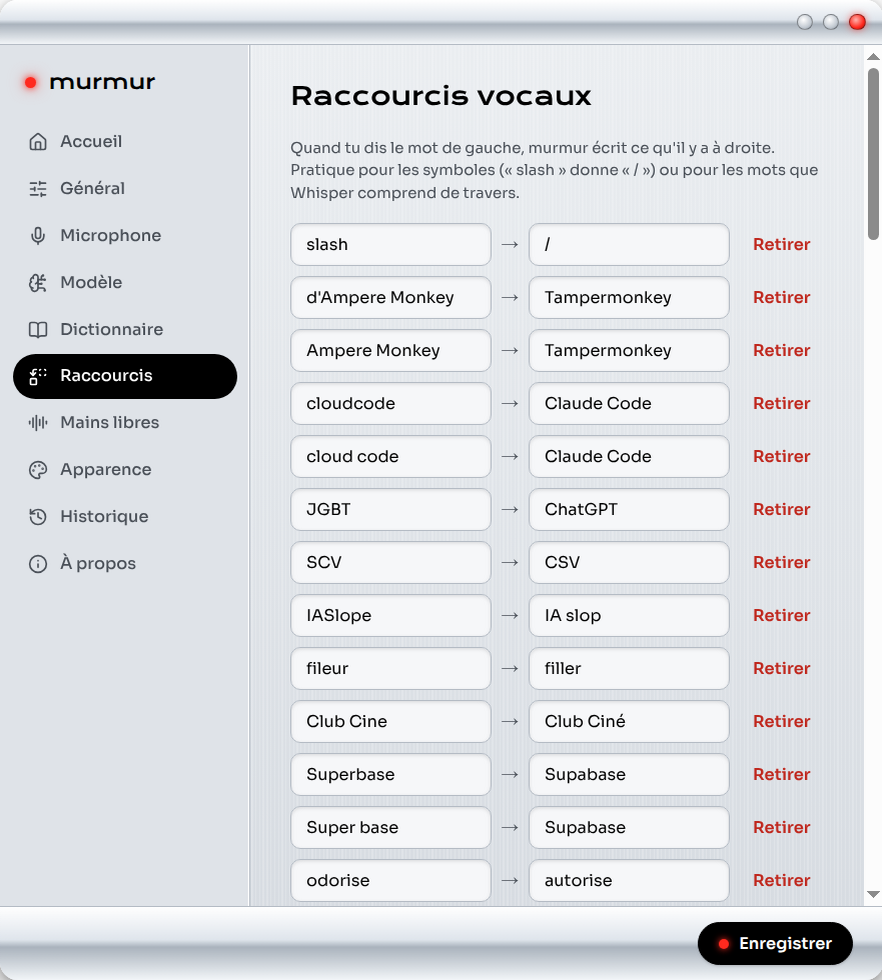 murmur
Accueil
Général
Microphone
Modèle
Dictionnaire
Raccourcis
Mains libres
Apparence
Historique
À propos
Raccourcis vocaux
Quand tu dis le mot de gauche, murmur écrit ce qu'il y a à droite.
Pratique pour les symboles (« slash » donne « / ») ou pour les mots que
Whisper comprend de travers.
slash → / Retirer
d'Ampere Monkey → Tampermonkey Retirer
Ampere Monkey → Tampermonkey Retirer
cloudcode → Claude Code Retirer
cloud code → Claude Code Retirer
JGBT → ChatGPT Retirer
SCV → CSV Retirer
IASlope → IA slop Retirer
fileur → filler Retirer
Club Cine → Club Ciné Retirer
Superbase → Supabase Retirer
Super base → Supabase Retirer
odorise → autorise Retirer
Enregistrer